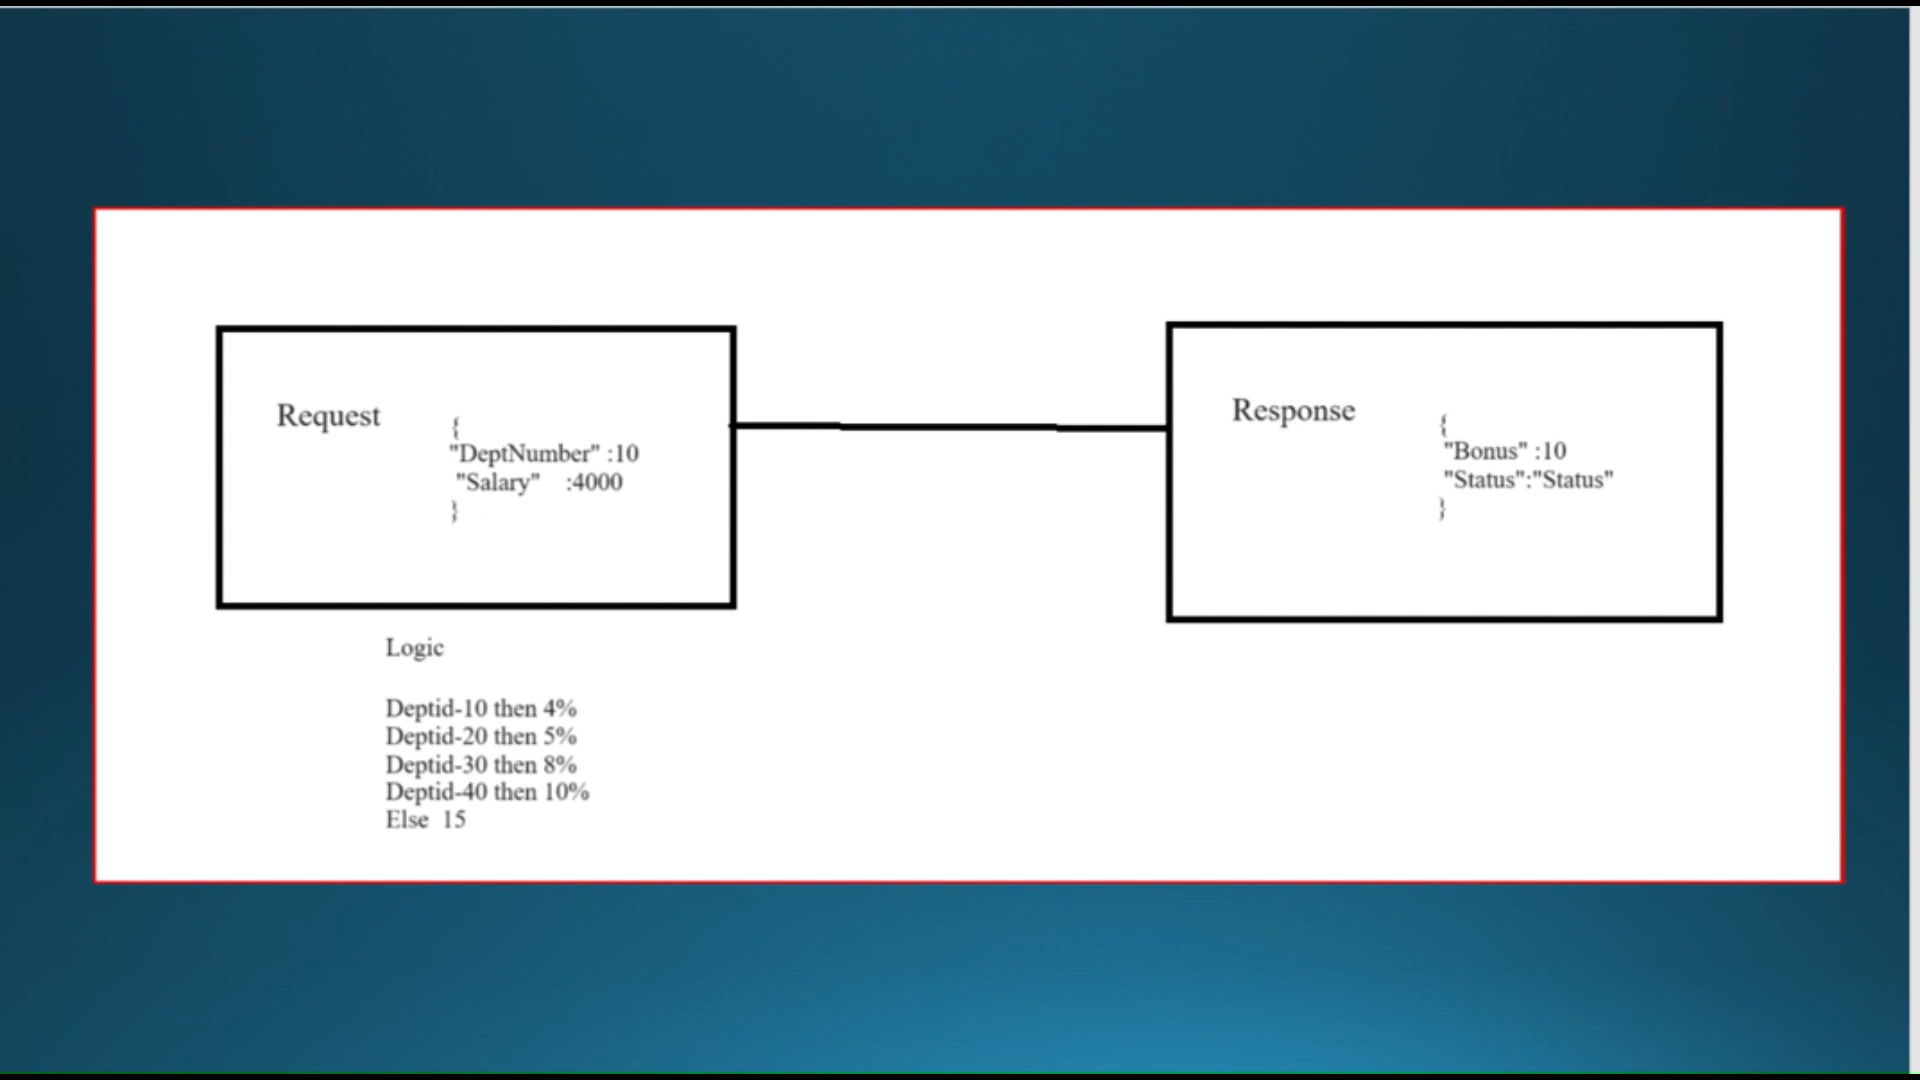 Request
{
"DeptNumber" :10
"Salary" :4000
}
Response
{
"Bonus" :10
"Status":"Status"
}
Logic
Deptid-10 then 4%
Deptid-20 then 5%
Deptid-30 then 8%
Deptid-40 then 10%
Else 15